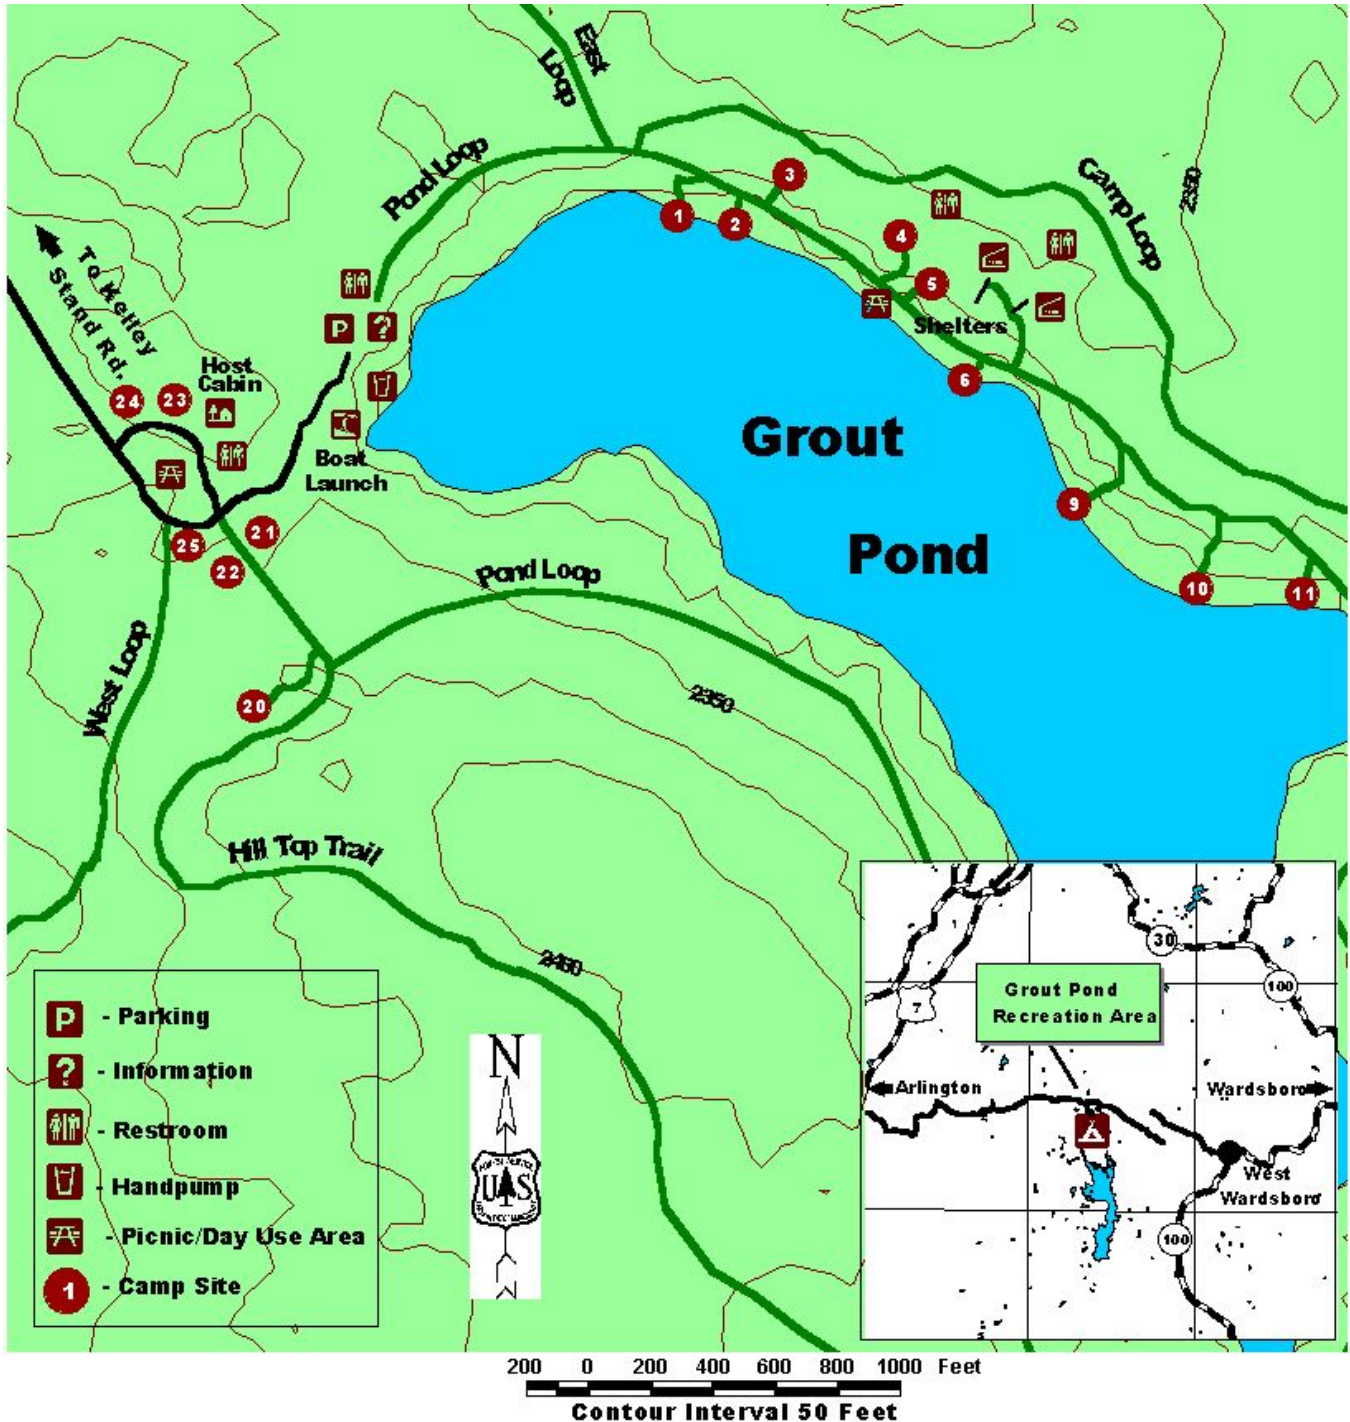 East
Loop
Pond Loop
Camp Loop
2350
3
1
2
4
5
Shelters
6
To Kelley
Stand Rd.
P
?
Host
Cabin
24
23
Boat
Launch
Grout
Pond
9
10
11
21
25
22
Pond Loop
West Loop
20
2350
Hill Top Trail
2400
P - Parking
? - Information
- Restroom
- Handpump
- Picnic/Day Use Area
1 - Camp Site
N
US
30
100
7
Grout Pond
Recreation Area
Arlington
Wardsboro
West
Wardsboro
100
200 0 200 400 600 800 1000 Feet
Contour Interval 50 Feet